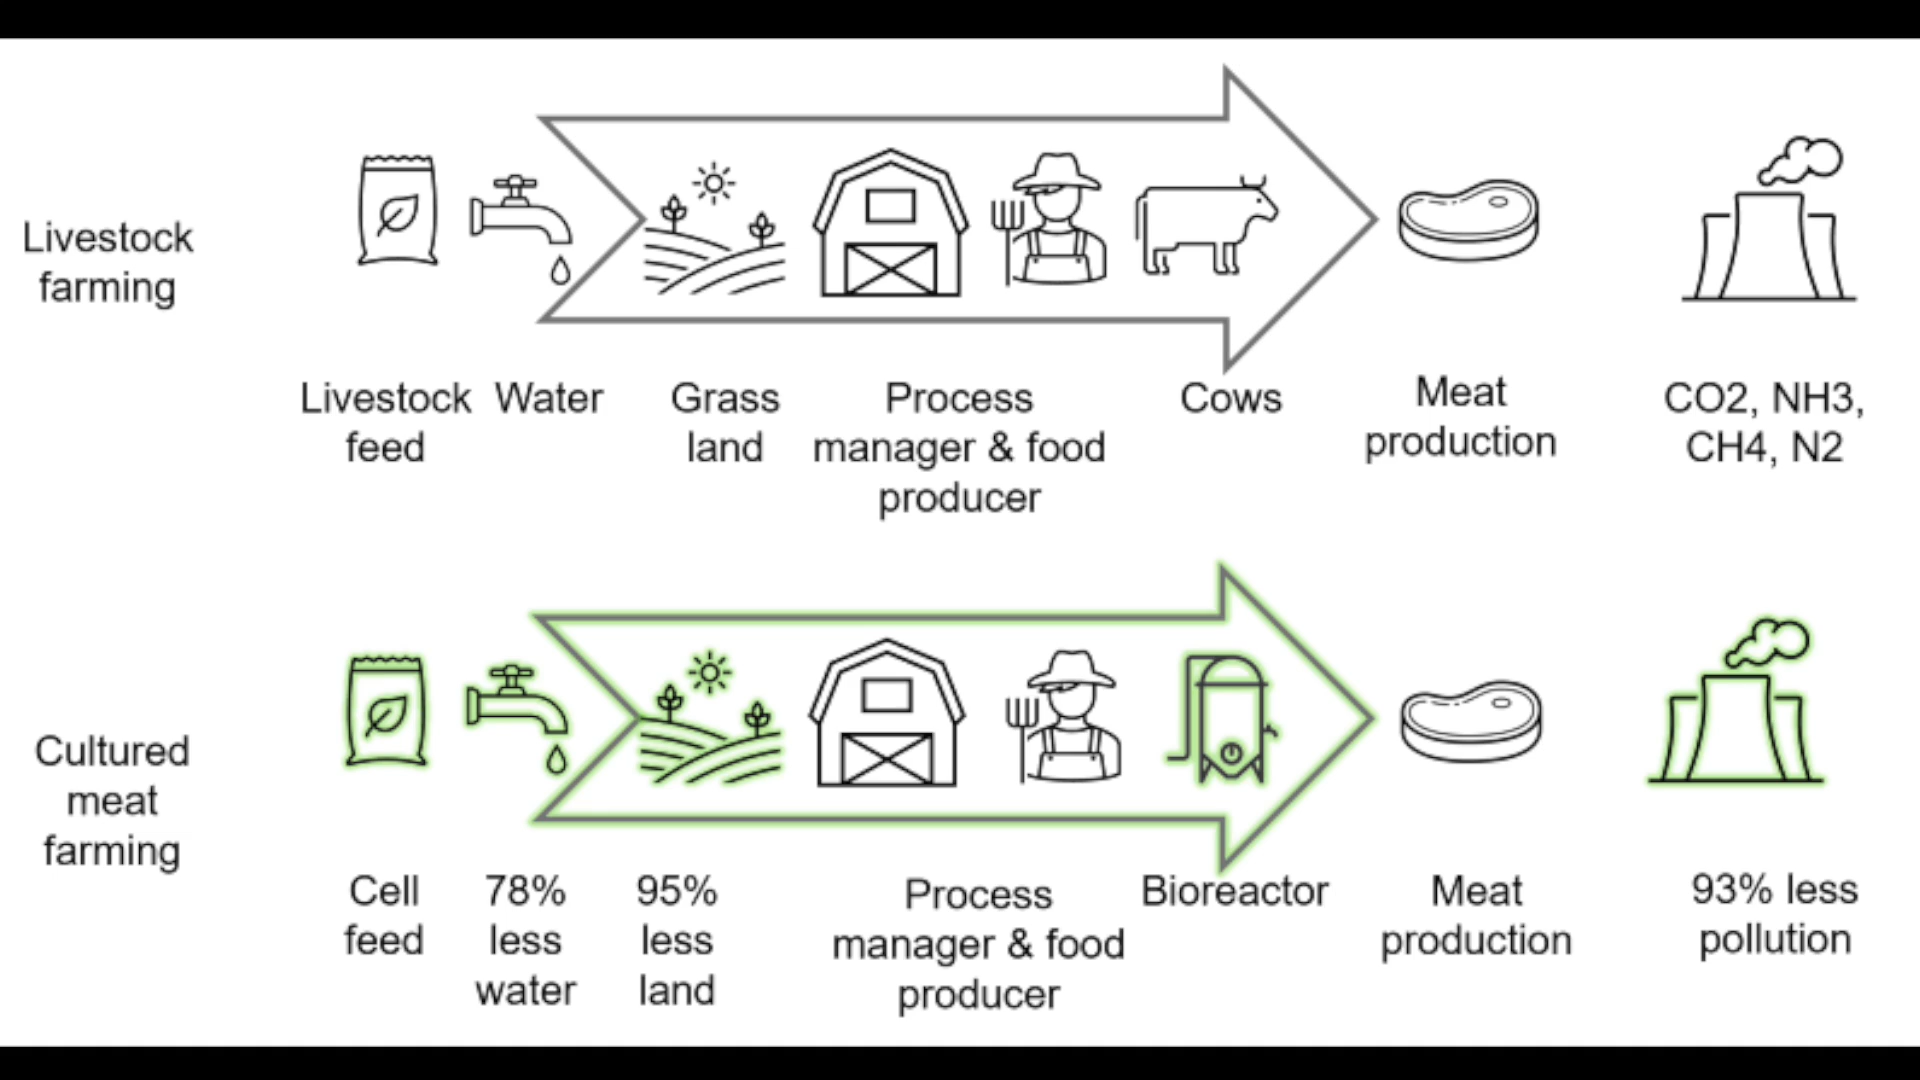 Livestock
farming
Livestock
feed
Water
Grass
land
Process
manager & food
producer
Cows
Meat
production
CO2, NH3,
CH4, N2
Cultured
meat
farming
Cell
feed
78%
less
water
95%
less
land
Process
manager & food
producer
Bioreactor
Meat
production
93% less
pollution